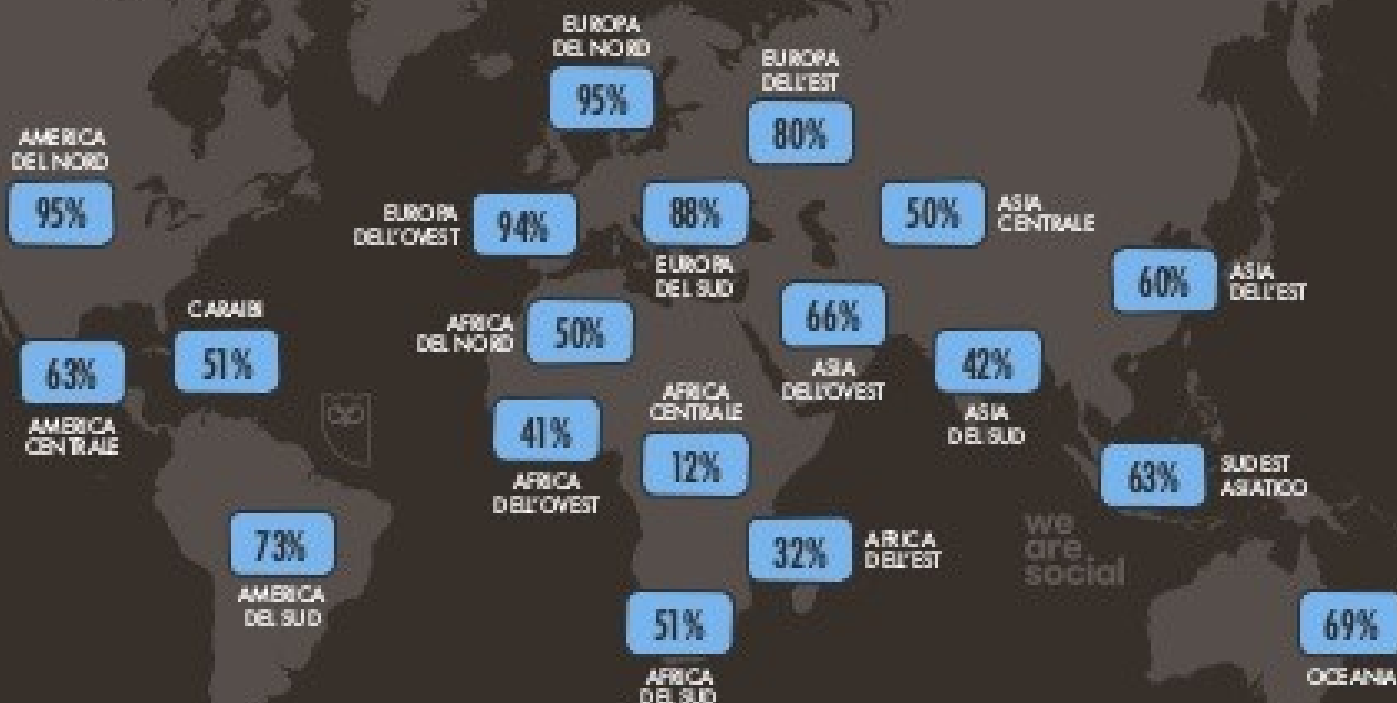 EUROPA
DEL NORD
95%
EUROPA
DELL'EST
80%
AMERICA
DEL NORD
95%
EUROPA
DELL'OVEST
94%
88%
EUROPA
DEL SUD
50%
ASIA
CENTRALE
60%
ASIA
DELL'EST
CARAIBI
51%
63%
AMERICA
CENTRALE
AFRICA
DEL NORD
50%
66%
ASIA
DELL'OVEST
42%
ASIA
DEL SUD
41%
AFRICA
DELL'OVEST
AFRICA
CENTRALE
12%
63%
SUD EST
ASIATICO
73%
AMERICA
DEL SUD
32%
AFRICA
DELL'EST
we
are.
social
51%
AFRICA
DEL SUD
69%
OCEANIA